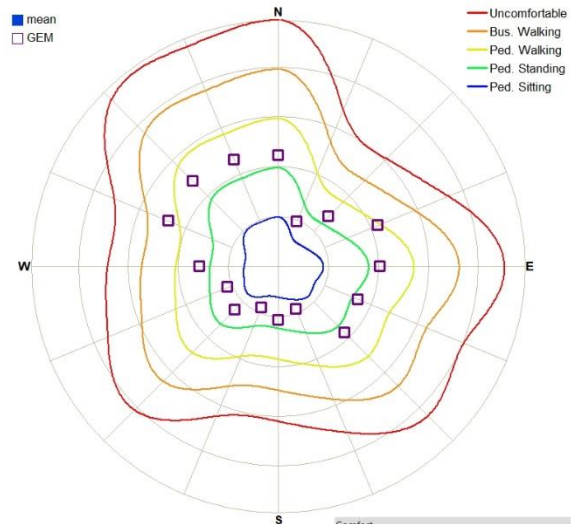 mean
GEM
N
Uncomfortable
Bus. Walking
Ped. Walking
Ped. Standing
Ped. Sitting
W
E
S